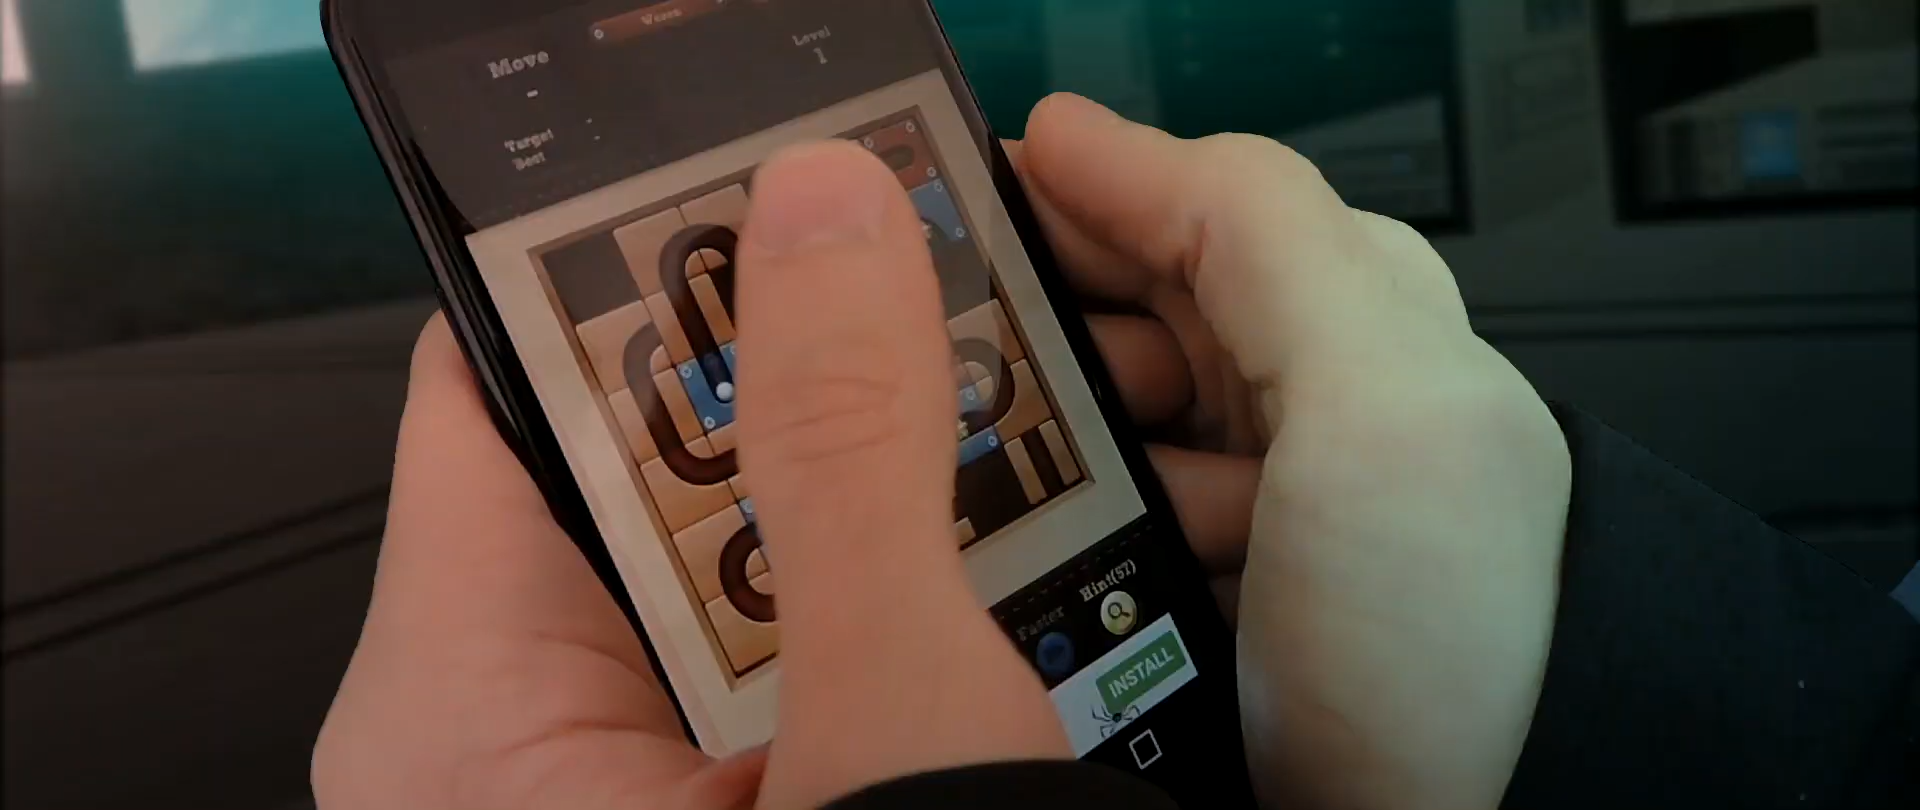 Move
-
Level
1
Target -
Best -
Faster
Hint(57)
INSTALL